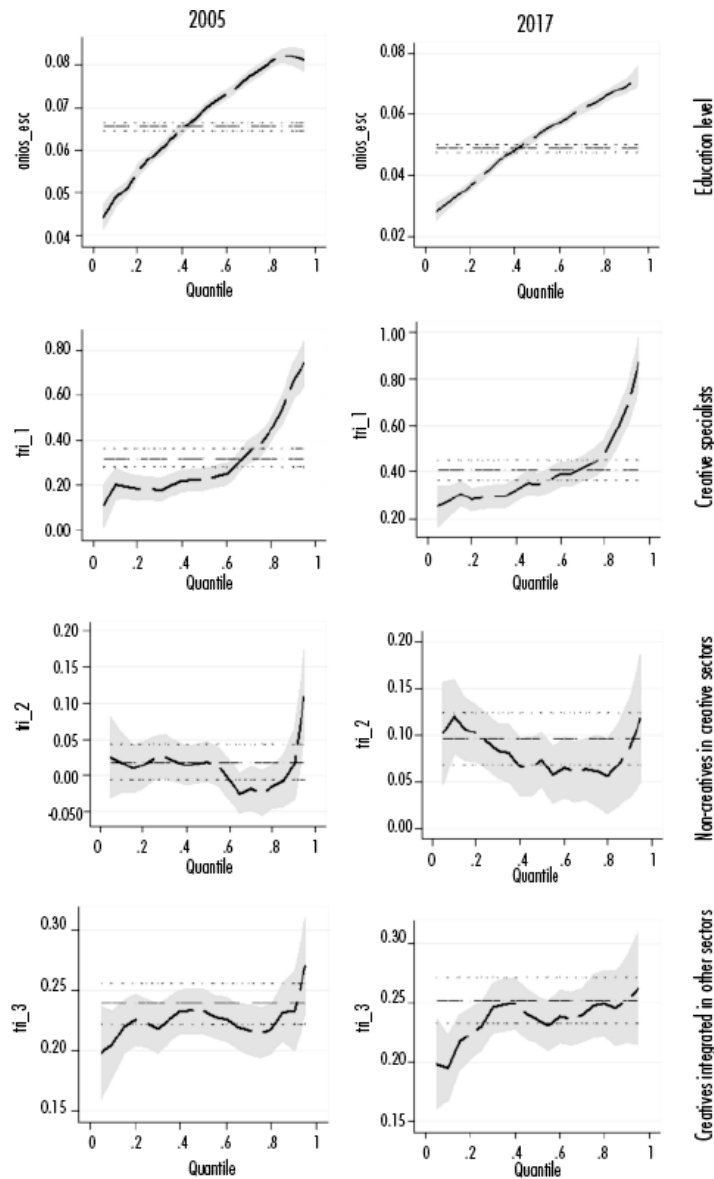 2005
2017
0.08
0.07
0.06
0.05
0.04
anios_esc
0 .2 .4 .6 .8 1
Quantile
0.08
0.06
0.04
0.02
anios_esc
0 .2 .4 .6 .8 1
Quantile
Education level
0.80
0.60
0.40
0.20
0.00
tri_1
0 .2 .4 .6 .8 1
Quantile
1.00
0.80
0.60
0.40
0.20
tri_1
0 .2 .4 .6 .8 1
Quantile
Creative specialists
0.20
0.15
0.10
0.05
0.00
-0.050
tri_2
0 .2 .4 .6 .8 1
Quantile
0.20
0.15
0.10
0.05
0.00
tri_2
0 .2 .4 .6 .8 1
Quantile
Non-creatives in creative sectors
0.30
0.25
0.20
0.15
tri_3
0 .2 .4 .6 .8 1
Quantile
0.30
0.25
0.20
0.15
tri_3
0 .2 .4 .6 .8 1
Quantile
Creatives integrated in other sectors